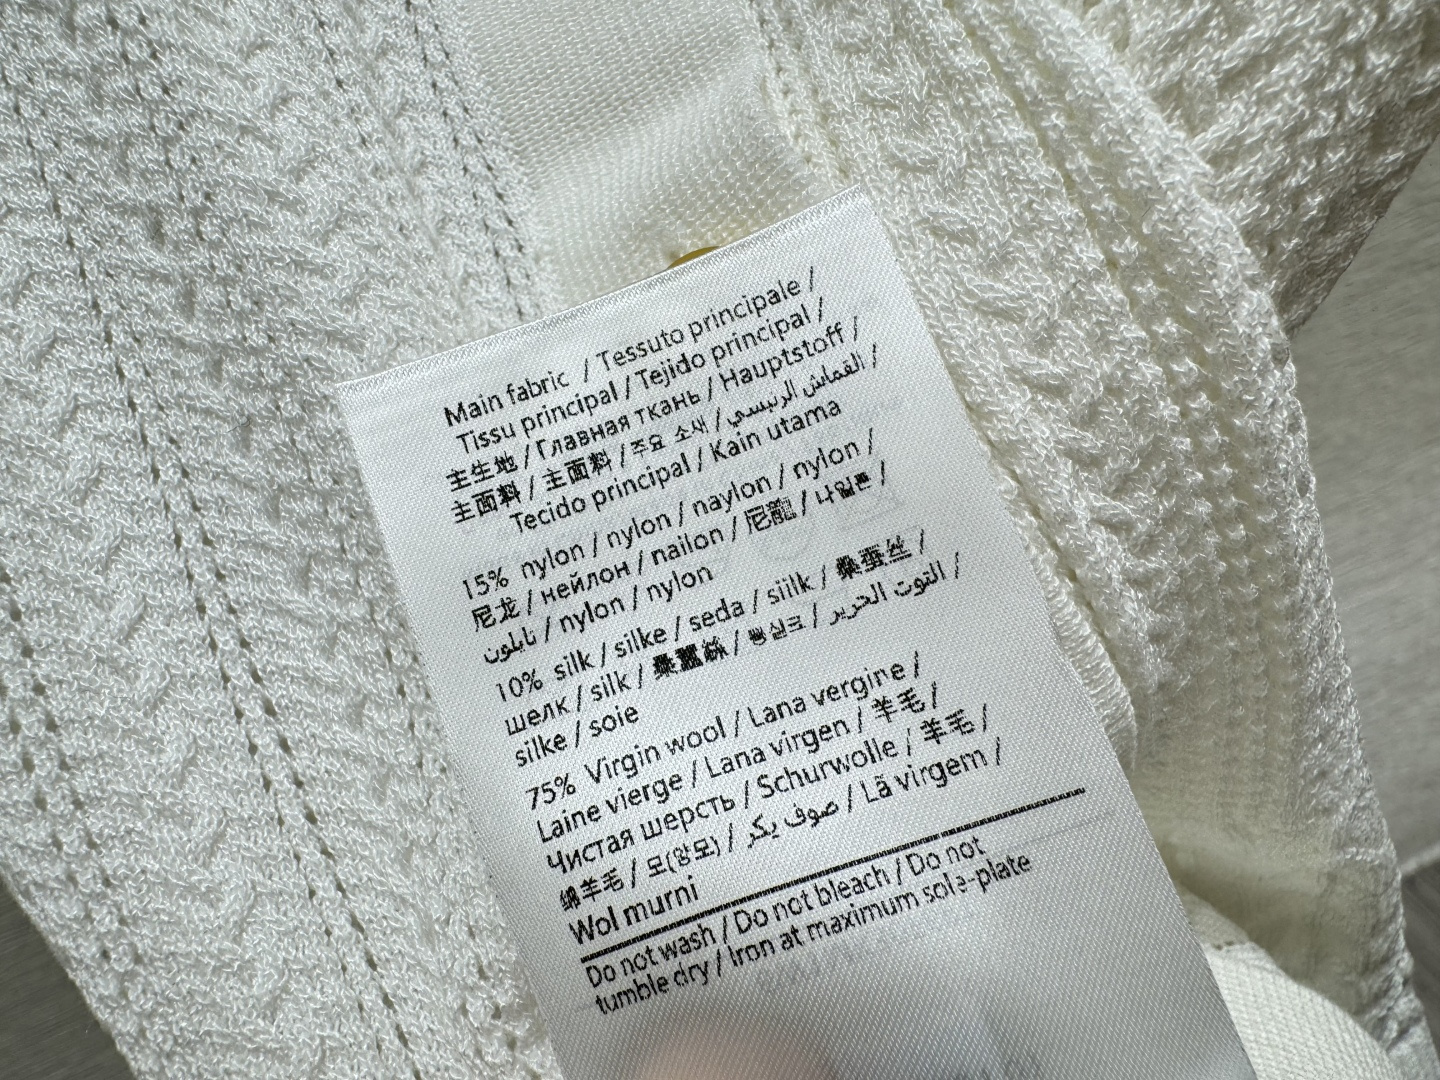 Main fabric / Tessuto principale /
Tissu principal / Tejido principal /
主生地 / Главная ткань / Hauptstoff /
主面料 / 主面料 / 주요 소새 / القماش الرئيسي /
Tecido principal / Kain utama
15% nylon / nylon / naylon / nylon /
尼龙 / нейлон / nailon / 尼龍 / 나일론 /
نايلون / nylon / nylon
10% silk / silke / seda / siilk / 桑蚕丝 /
шелк / silk / 桑蠶絲 / 뽕실크 / التوت الحرير /
silke / soie
75% Virgin wool / Lana vergine /
Laine vierge / Lana virgen / 羊毛 /
Чистая шерсть / Schurwolle / 羊毛 /
绵羊毛 / 모(양모) / صوف يكر / Lã virgem /
Wol murni
Do not wash / Do not bleach / Do not
tumble dry / Iron at maximum sole-plate